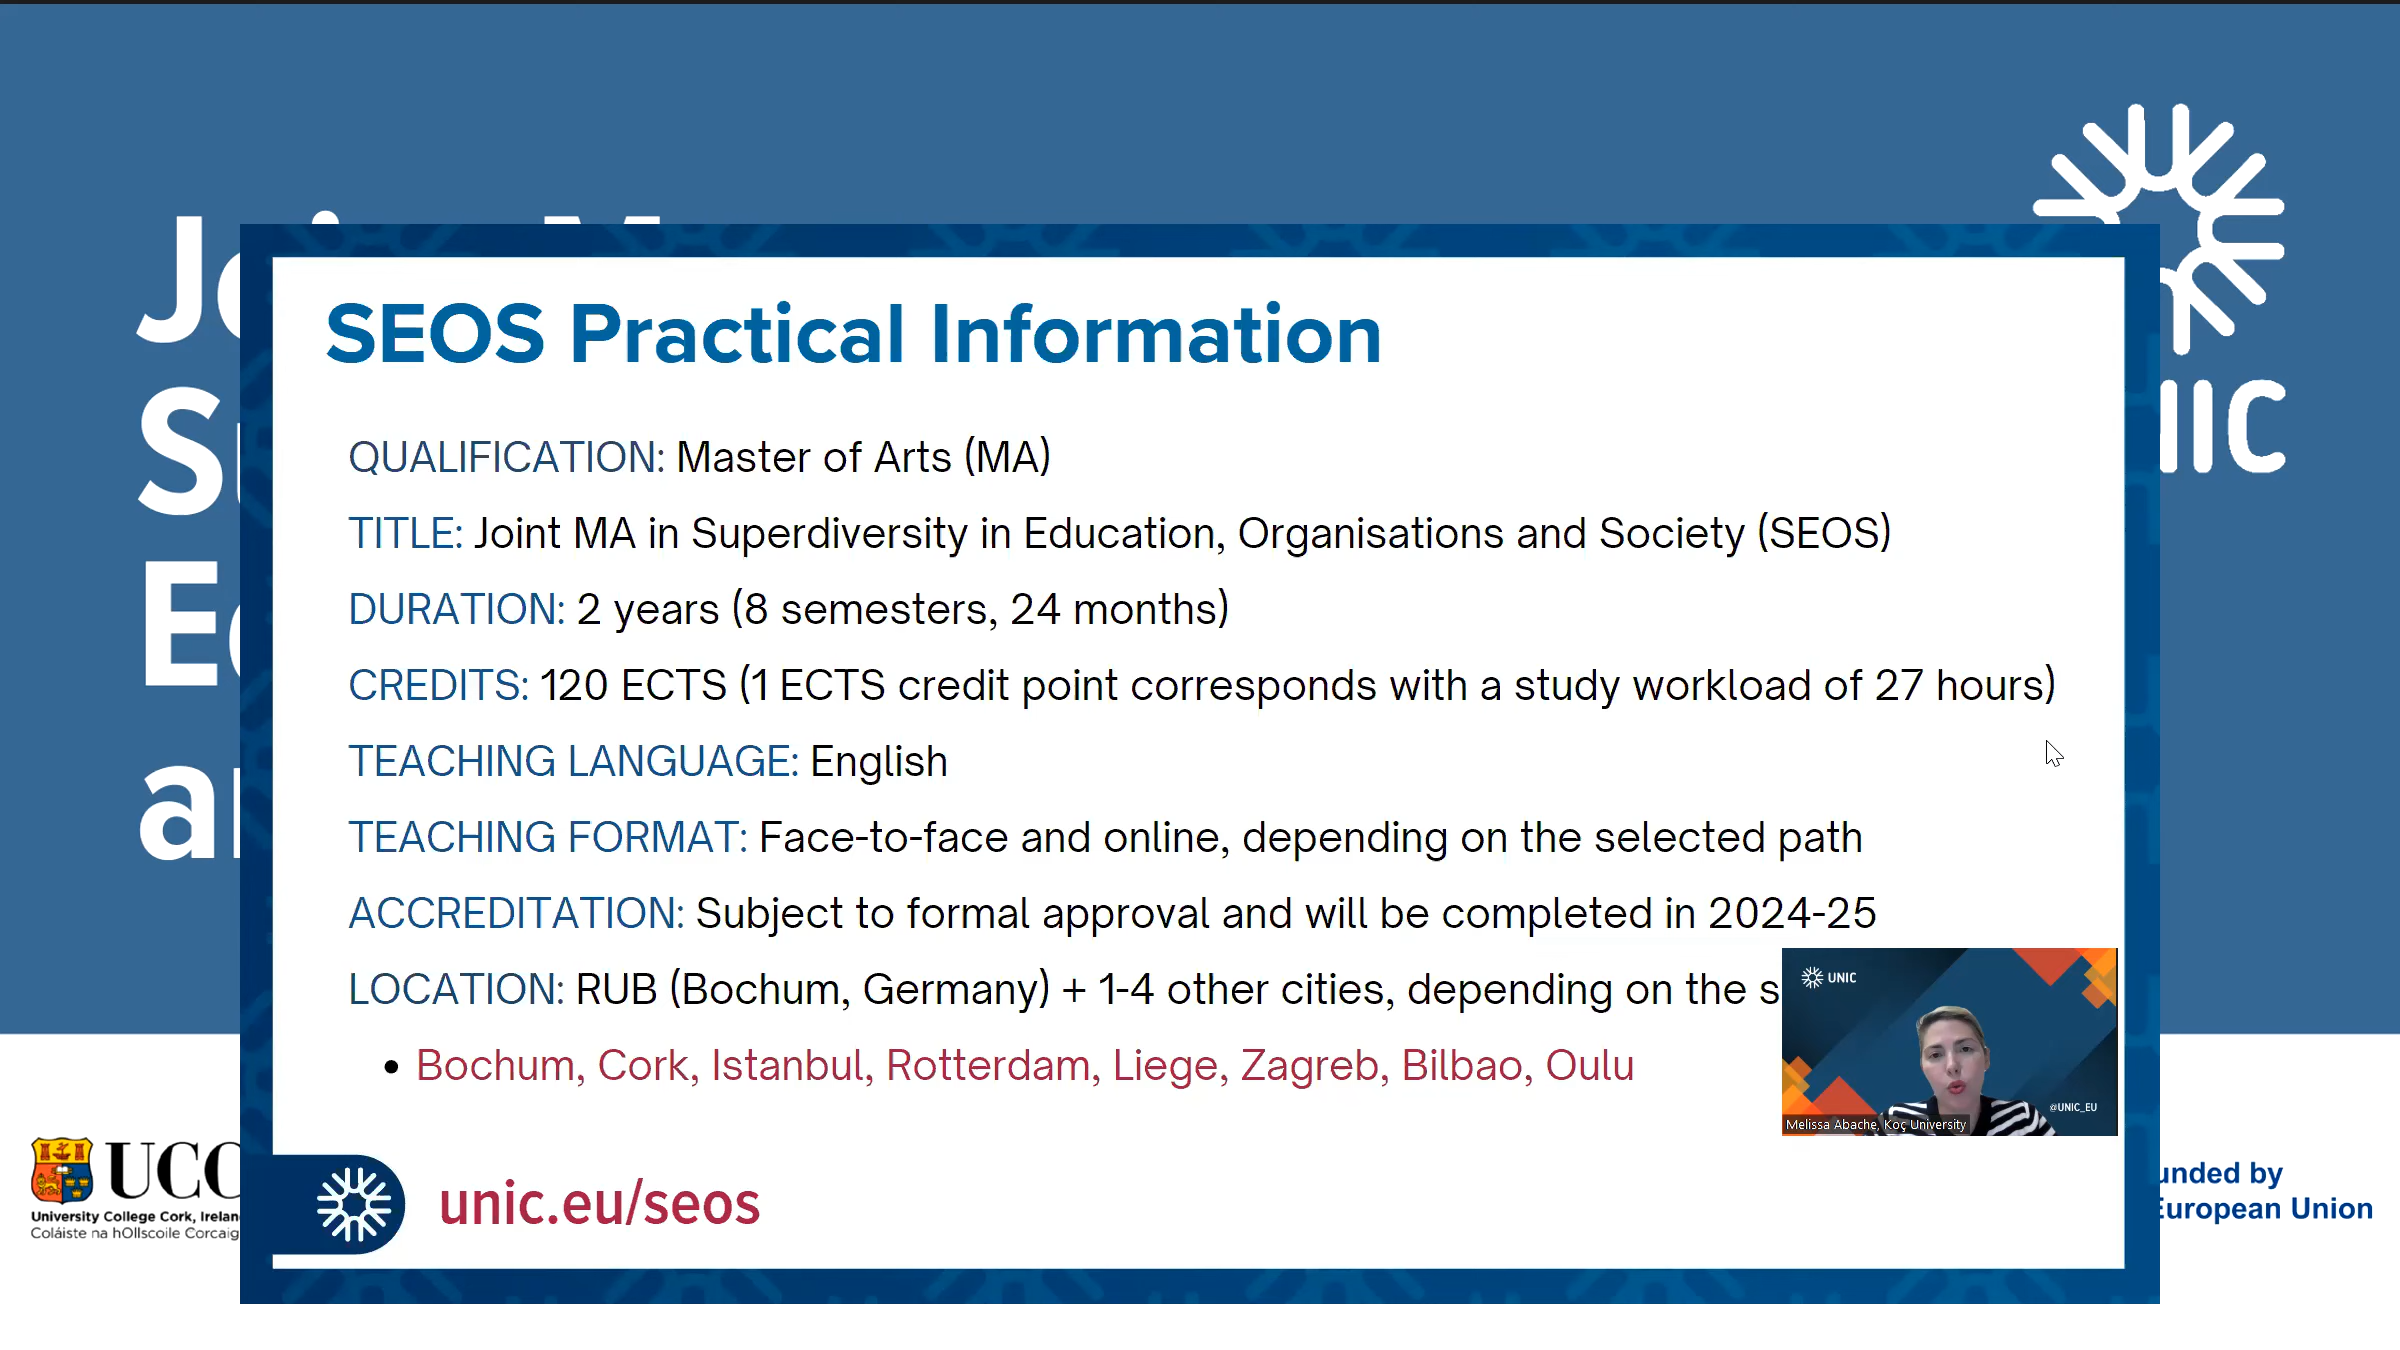 UNIC
SEOS Practical Information
QUALIFICATION: Master of Arts (MA)
TITLE: Joint MA in Superdiversity in Education, Organisations and Society (SEOS)
DURATION: 2 years (8 semesters, 24 months)
CREDITS: 120 ECTS (1 ECTS credit point corresponds with a study workload of 27 hours)
TEACHING LANGUAGE: English
TEACHING FORMAT: Face-to-face and online, depending on the selected path
ACCREDITATION: Subject to formal approval and will be completed in 2024-25
LOCATION: RUB (Bochum, Germany) + 1-4 other cities, depending on the s
• Bochum, Cork, Istanbul, Rotterdam, Liege, Zagreb, Bilbao, Oulu
unic.eu/seos
UNIC
@UNIC_EU
Melissa Abache, Koç University
UCC
University College Cork, Irelan
Coláiste na hOllscoile Corcaig
unded by
European Union